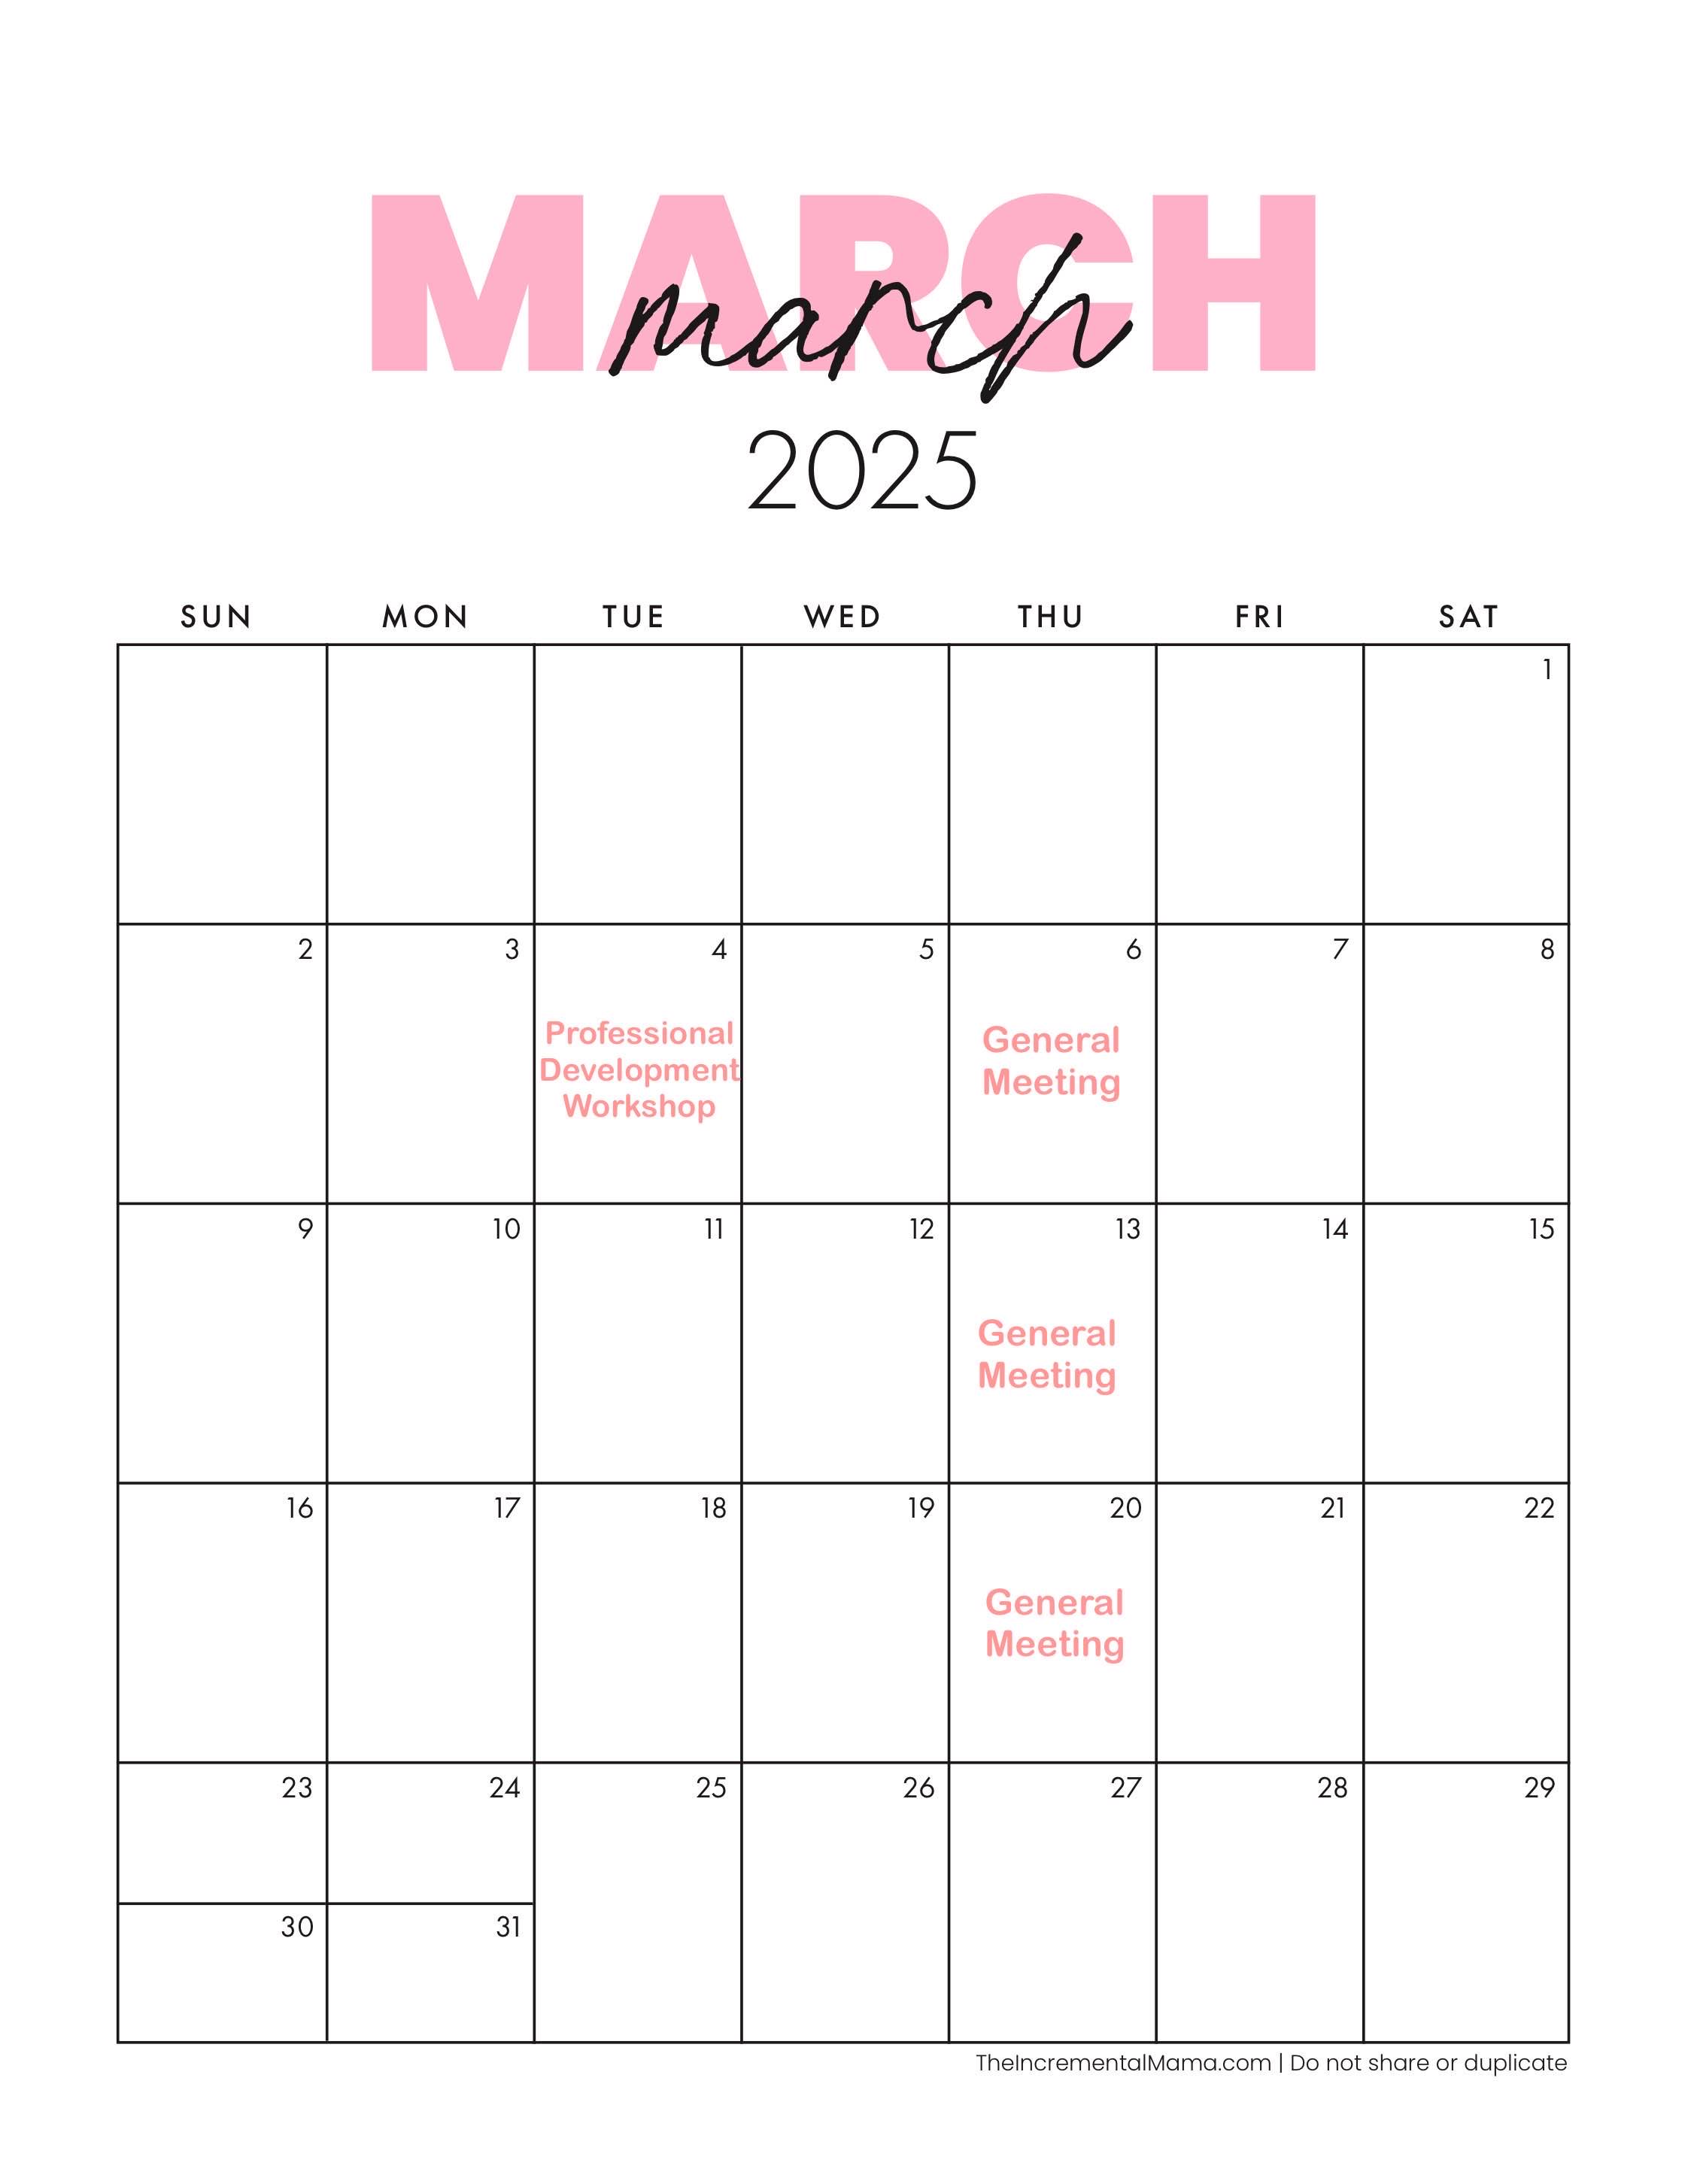 MARCH
march
2025
SUN MON TUE WED THU FRI SAT
1
2 3 4 5 6 7 8
Professional
Development
Workshop
General
Meeting
9 10 11 12 13 14 15
General
Meeting
16 17 18 19 20 21 22
General
Meeting
23 24 25 26 27 28 29
30 31
TheIncrementalMama.com | Do not share or duplicate